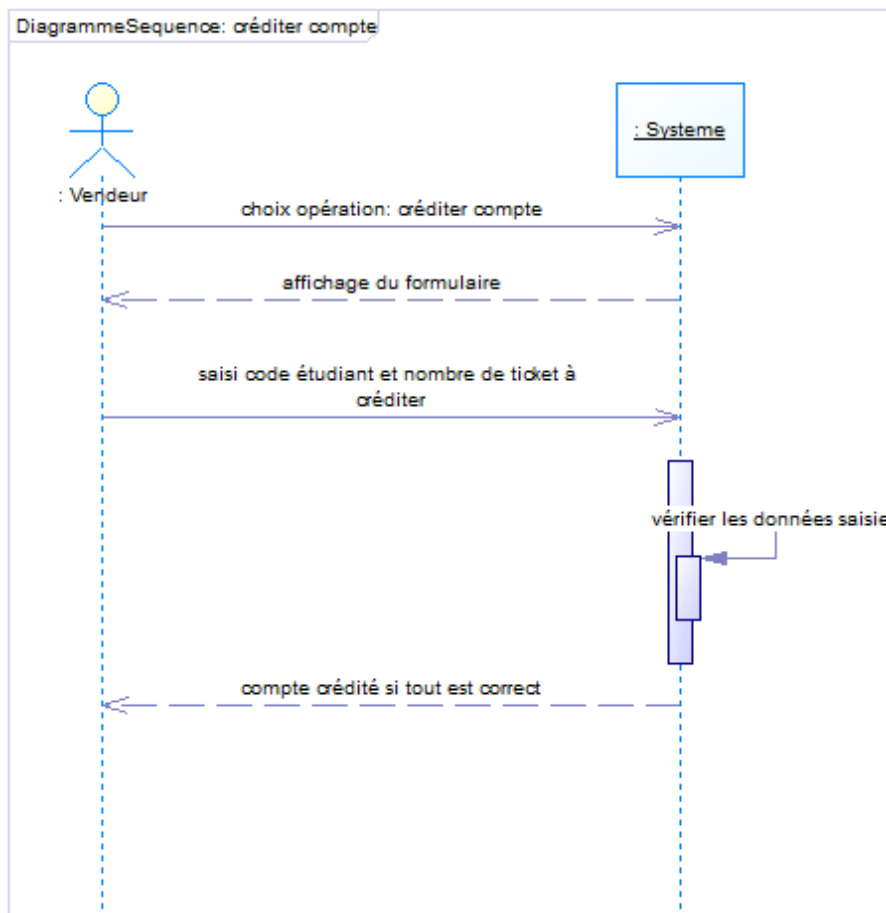 DiagrammeSequence: créditer compte
: Systeme
: Vendeur
choix opération: créditer compte
affichage du formulaire
saisi code étudiant et nombre de ticket à
créditer
vérifier les données saisie
compte crédité si tout est correct